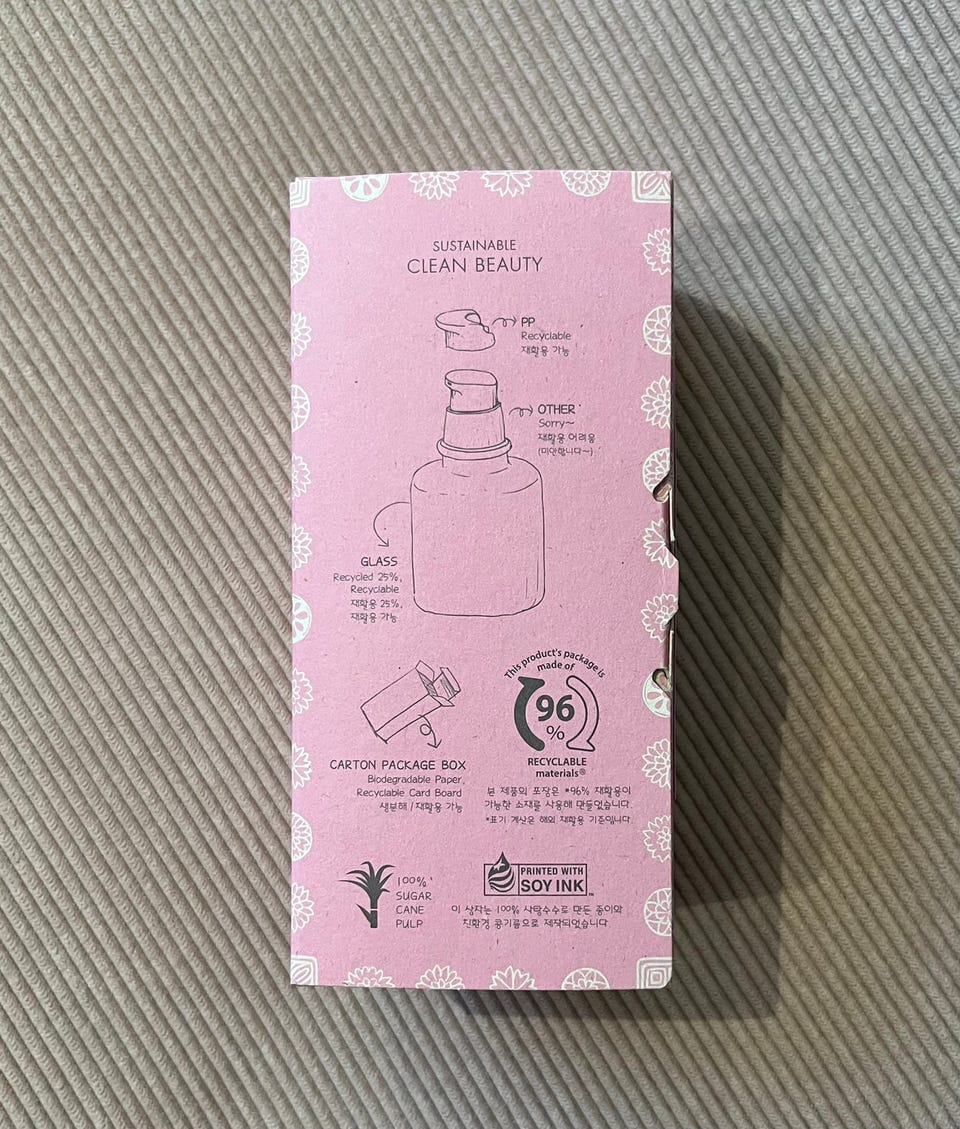 SUSTAINABLE
CLEAN BEAUTY
PP
Recyclable
재활용 가능
OTHER
Sorry~
재활용 어려움
(미안합니다~)
GLASS
Recycled 25%,
Recyclable
재활용 25%,
재활용 가능
This product's package is
made of
96
%
RECYCLABLE
materials®
CARTON PACKAGE BOX
Biodegradable Paper,
Recyclable Card Board
생분해 / 재활용 가능
본 제품의 포장은 *96% 재활용이
가능한 소재를 사용해 만들었습니다.
*표기 계산은 해외 재활용 기준입니다.
100%
SUGAR
CANE
PULP
PRINTED WITH
SOY INK™
이 상자는 100% 사탕수수로 만든 종이와
친환경 콩기름으로 제작되었습니다